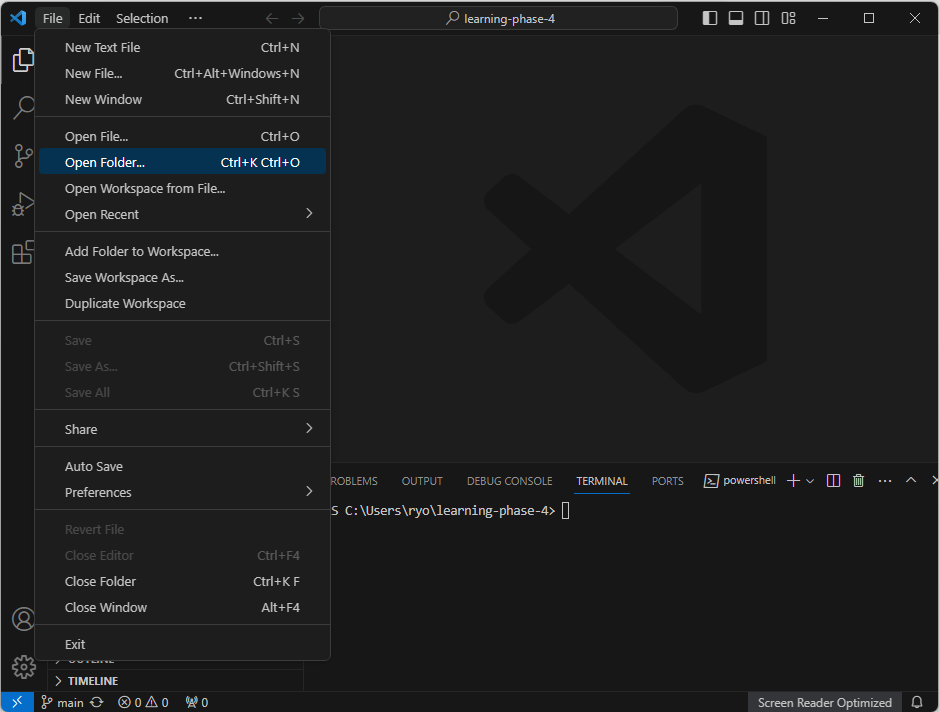 File Edit Selection ··· learning-phase-4
New Text File Ctrl+N
New File... Ctrl+Alt+Windows+N
New Window Ctrl+Shift+N
Open File... Ctrl+O
Open Folder... Ctrl+K Ctrl+O
Open Workspace from File...
Open Recent
Add Folder to Workspace...
Save Workspace As...
Duplicate Workspace
Save Ctrl+S
Save As... Ctrl+Shift+S
Save All Ctrl+K S
Share
Auto Save
Preferences
Revert File
Close Editor Ctrl+F4
Close Folder Ctrl+K F
Close Window Alt+F4
Exit
ROBLEMS OUTPUT DEBUG CONSOLE TERMINAL PORTS powershell
S C:\Users\ryo\learning-phase-4>
OUTLINE
TIMELINE
main 0 0 0 Screen Reader Optimized